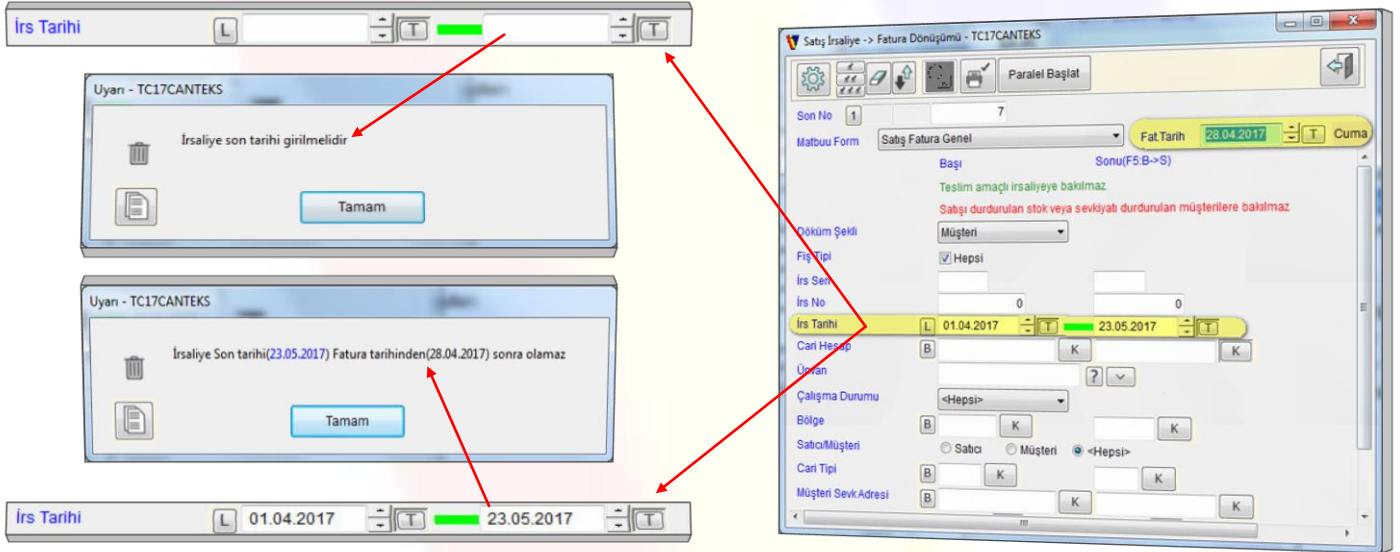 İrs Tarihi L T T
Uyarı - TC17CANTEKS
İrsaliye son tarihi girilmelidir
Tamam
Uyarı - TC17CANTEKS
İrsaliye Son tarihi(23.05.2017) Fatura tarihinden(28.04.2017) sonra olamaz
Tamam
İrs Tarihi L 01.04.2017 T 23.05.2017 T
Satış İrsaliye -> Fatura Dönüşümü - TC17CANTEKS
Paralel Başlat
Son No 1 7
Matbuu Form Satış Fatura Genel Fat.Tarih 28.04.2017 T Cuma
Başı Sonu(F5:B->S)
Teslim amaçlı irsaliyeye bakılmaz
Satışı durdurulan stok veya sevkiyatı durdurulan müşterilere bakılmaz
Döküm Şekli Müşteri
Fiş Tipi Hepsi
İrs Seri
İrs No 0 0
İrs Tarihi L 01.04.2017 T 23.05.2017 T
Cari Hesap B K K
Ünvan ?
Çalışma Durumu <Hepsi>
Bölge B K K
Satıcı/Müşteri Satıcı Müşteri <Hepsi>
Cari Tipi B K K
Müşteri Sevk Adresi B K K